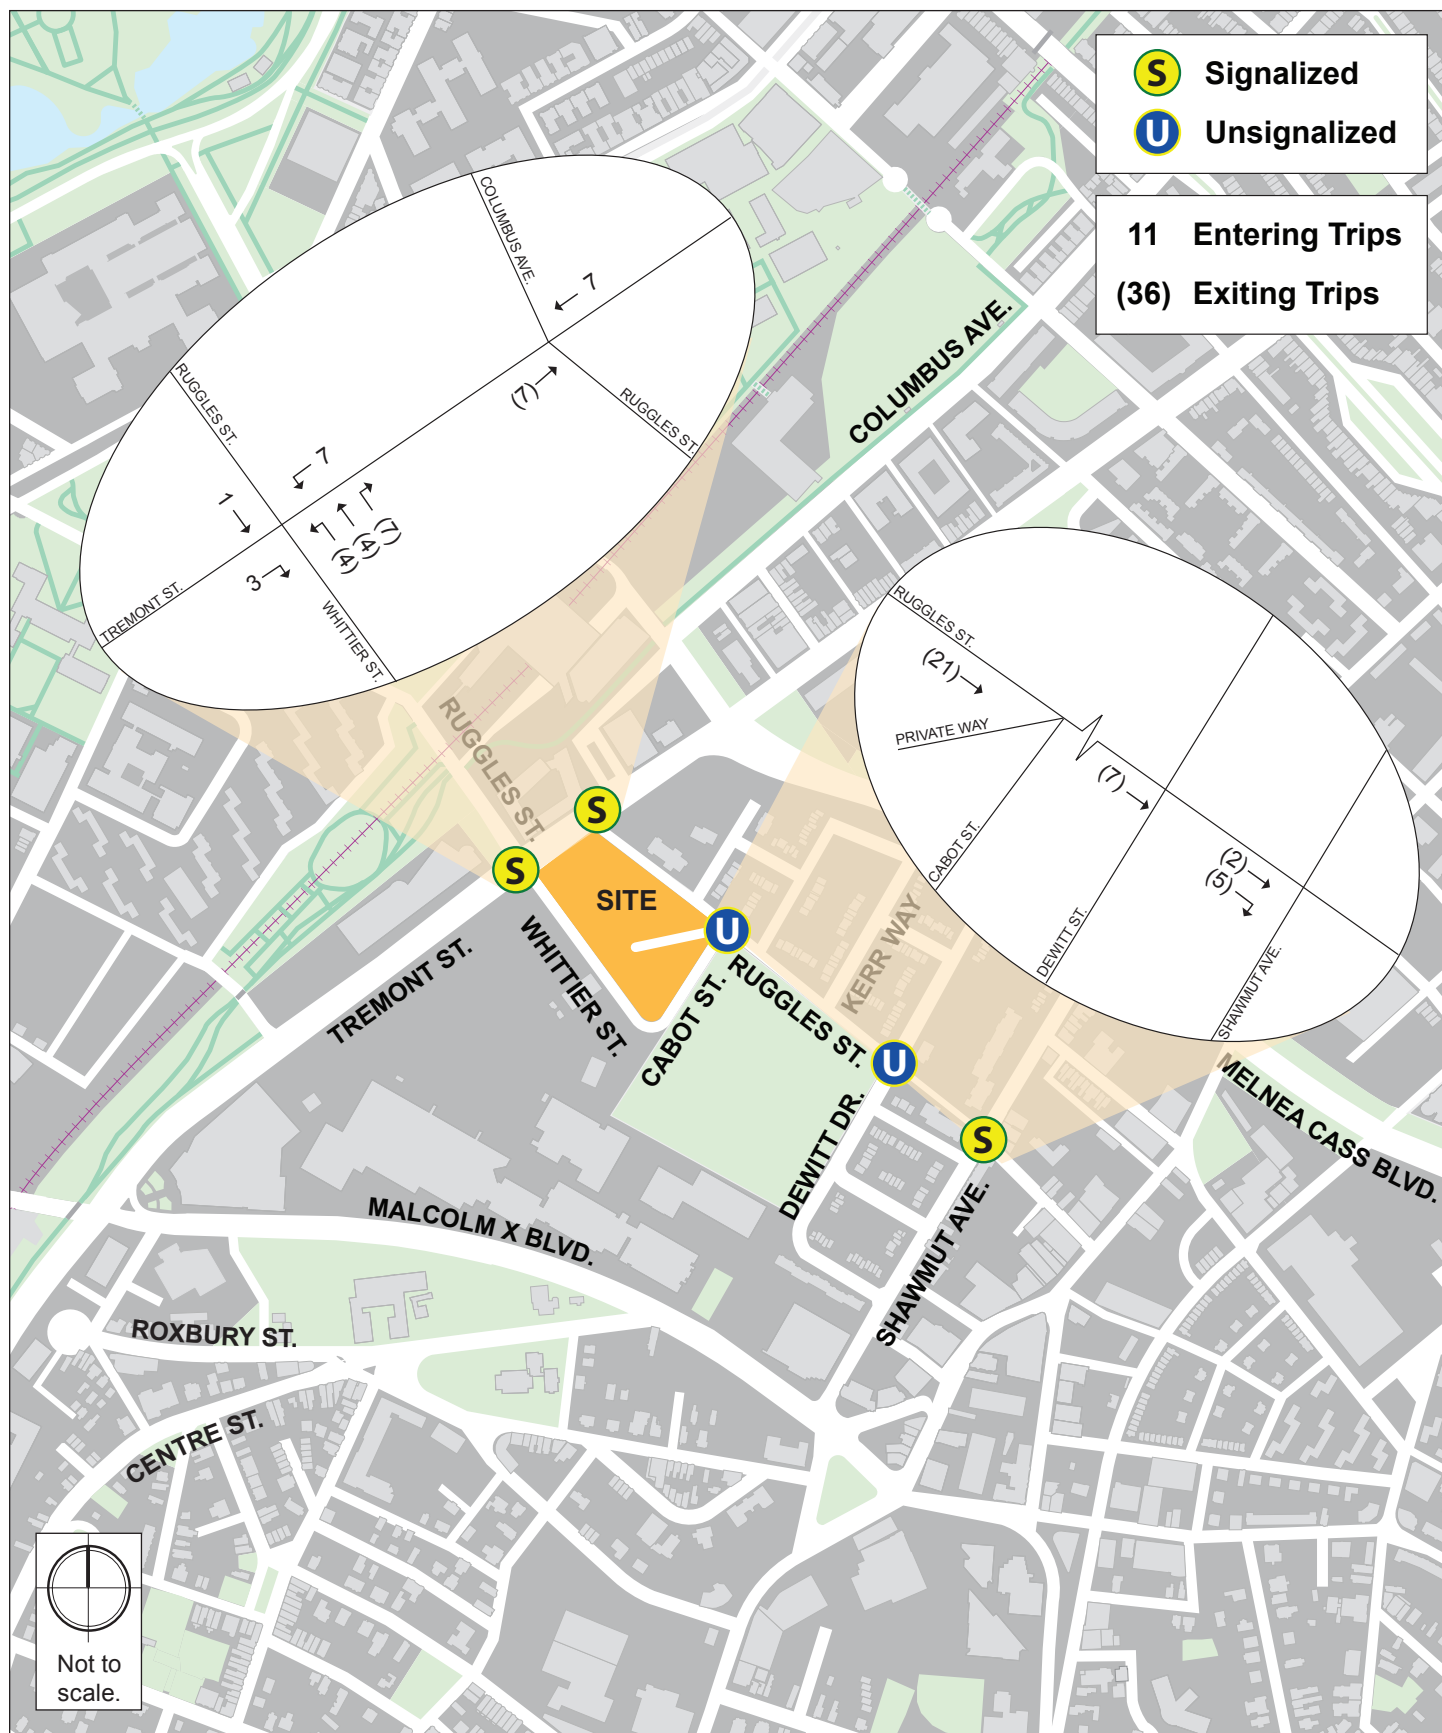 S Signalized
U Unsignalized
11 Entering Trips
(36) Exiting Trips
COLUMBUS AVE.
7
(7)
RUGGLES ST.
RUGGLES ST.
7
1
(7)
(4)
(4)
3
TREMONT ST.
WHITTIER ST.
COLUMBUS AVE.
RUGGLES ST.
(21)
PRIVATE WAY
(7)
CABOT ST.
(2)
(5)
DEWITT ST.
SHAWMUT AVE.
RUGGLES ST.
S
S
SITE
U
WHITTIER ST.
TREMONT ST.
CABOT ST.
RUGGLES ST.
KERR WAY
U
DEWITT DR.
S
MELNEA CASS BLVD.
SHAWMUT AVE.
MALCOLM X BLVD.
ROXBURY ST.
CENTRE ST.
Not to
scale.